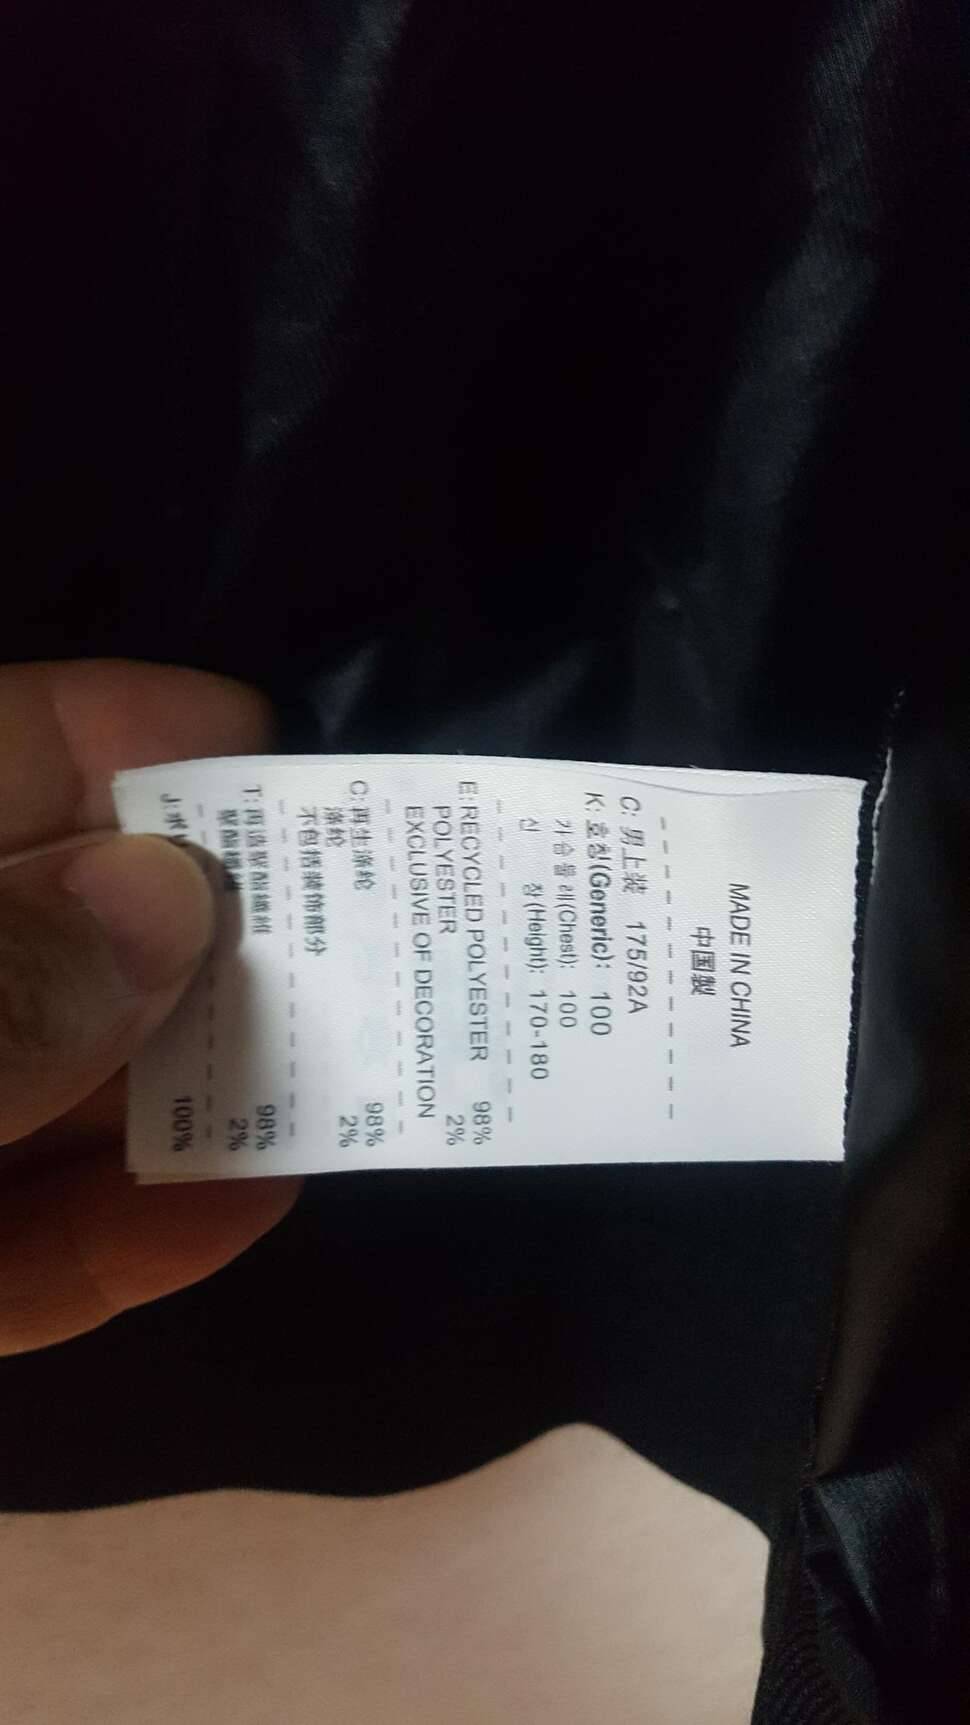 MADE IN CHINA
中国製
C: 男上装 175/92A
K: 호칭(Generic): 100
가슴둘레(Chest): 100
신 장(Height): 170-180
E: RECYCLED POLYESTER 98%
POLYESTER 2%
EXCLUSIVE OF DECORATION
C: 再生涤纶 98%
涤纶 2%
不包括装饰部分
T: 再造聚酯纖維 98%
聚酯纖維 2%
J: ポリ 100%